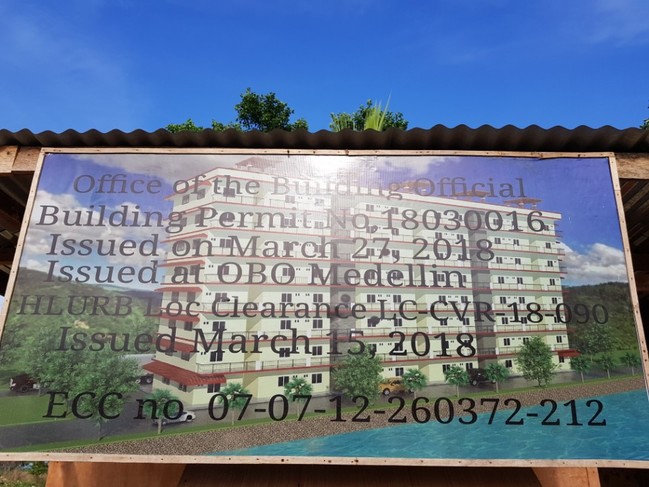 Office of the Building Official
Building Permit No.18030016
Issued on March 27, 2018
Issued at OBO Medellin
HLURB Loc Clearance LC-CVR-18-090
Issued March 15, 2018
ECC no. 07-07-12-260372-212